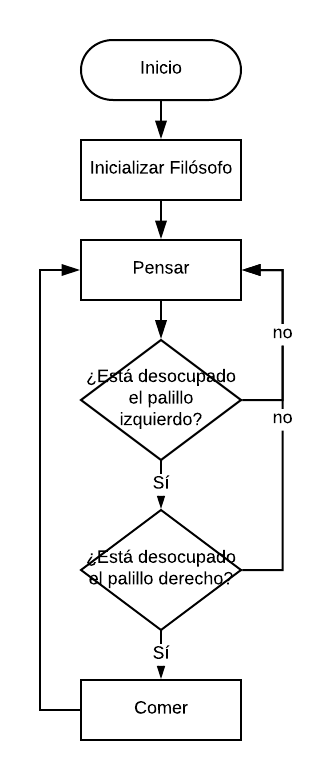 Inicio
Inicializar Filósofo
Pensar
no
¿Está desocupado
el palillo
izquierdo?
no
Sí
¿Está desocupado
el palillo derecho?
Sí
Comer